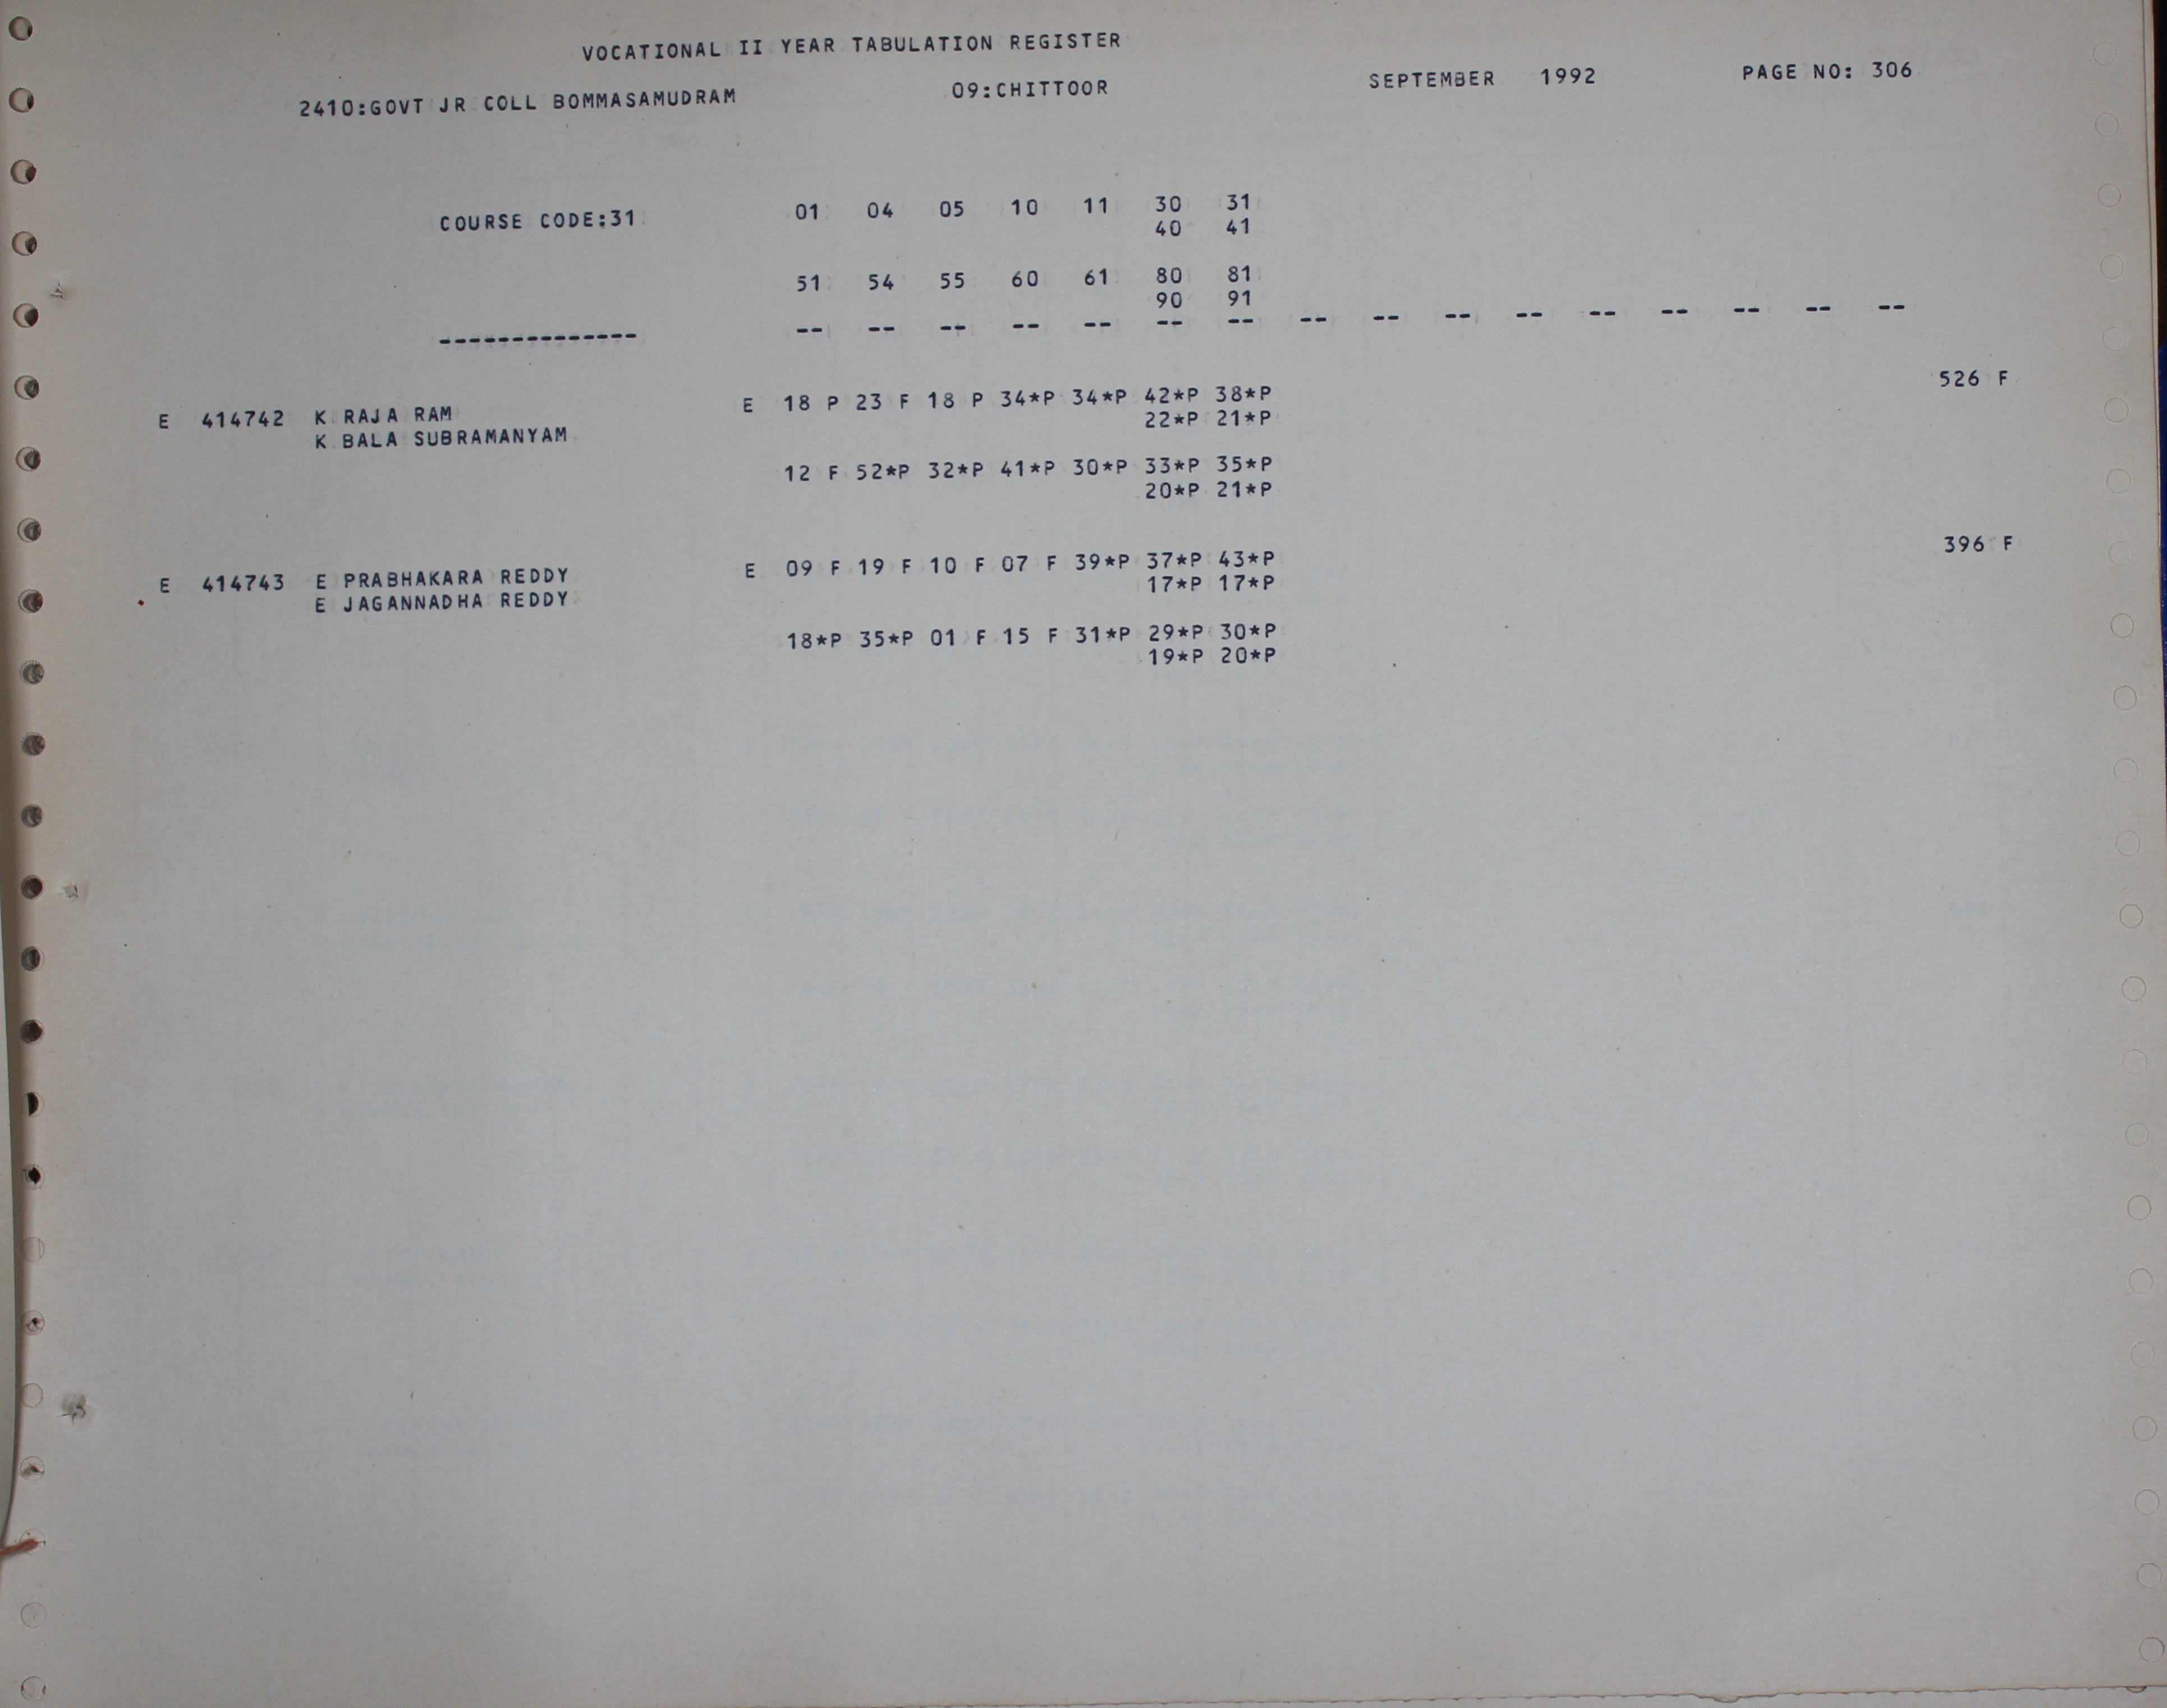 VOCATIONAL II YEAR TABULATION REGISTER
2410:GOVT JR COLL BOMMASAMUDRAM 09:CHITTOOR SEPTEMBER 1992 PAGE NO: 306
COURSE CODE:31 01 04 05 10 11 30 31
40 41
51 54 55 60 61 80 81
90 91
-------------- -- -- -- -- -- -- -- -- -- -- -- -- -- -- -- --
E 414742 K RAJA RAM E 18 P 23 F 18 P 34*P 34*P 42*P 38*P 526 F
K BALA SUBRAMANYAM 22*P 21*P
12 F 52*P 32*P 41*P 30*P 33*P 35*P
20*P 21*P
E 414743 E PRABHAKARA REDDY E 09 F 19 F 10 F 07 F 39*P 37*P 43*P 396 F
E JAGANNADHA REDDY 17*P 17*P
18*P 35*P 01 F 15 F 31*P 29*P 30*P
19*P 20*P